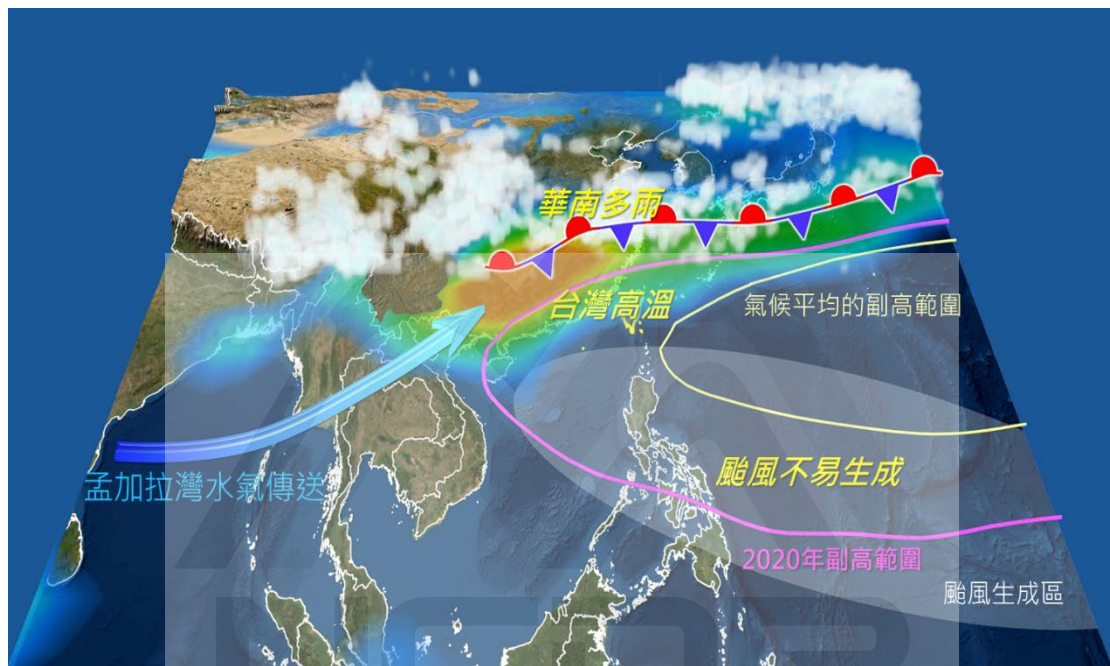 華南多雨
台灣高溫
氣候平均的副高範圍
颱風不易生成
孟加拉灣水氣傳送
2020年副高範圍
颱風生成區